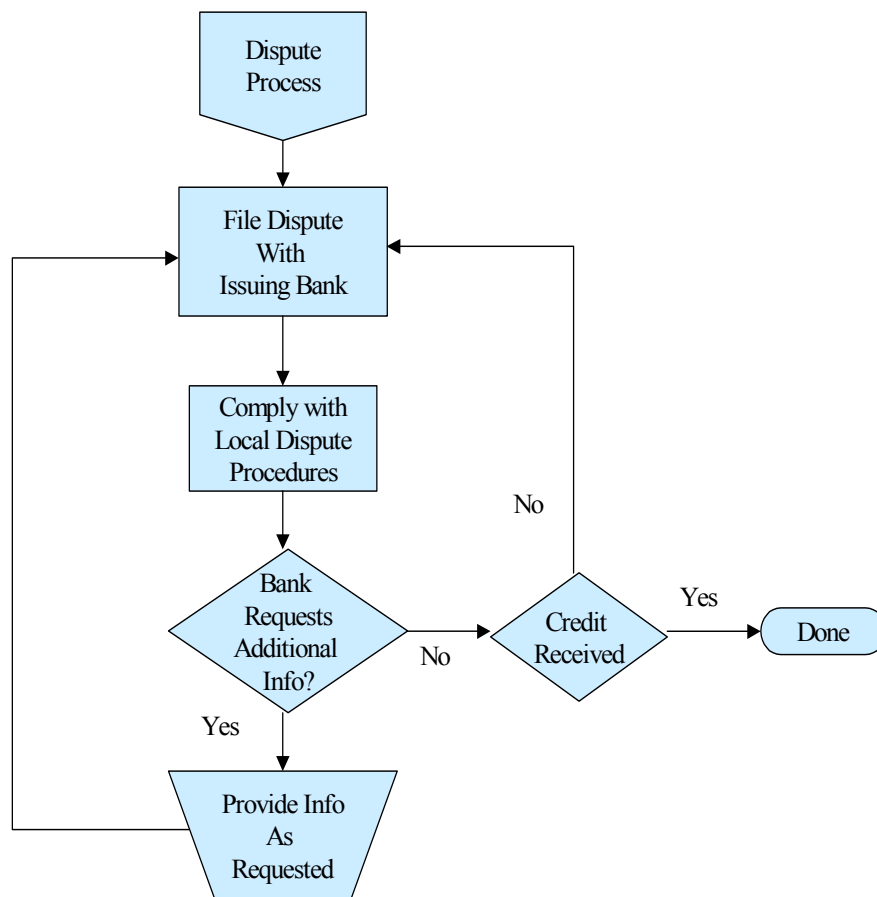 Dispute
Process
File Dispute
With
Issuing Bank
Comply with
Local Dispute
Procedures
No
Bank
Requests
Additional
Info?
No
Credit
Received
Yes
Done
Yes
Provide Info
As
Requested